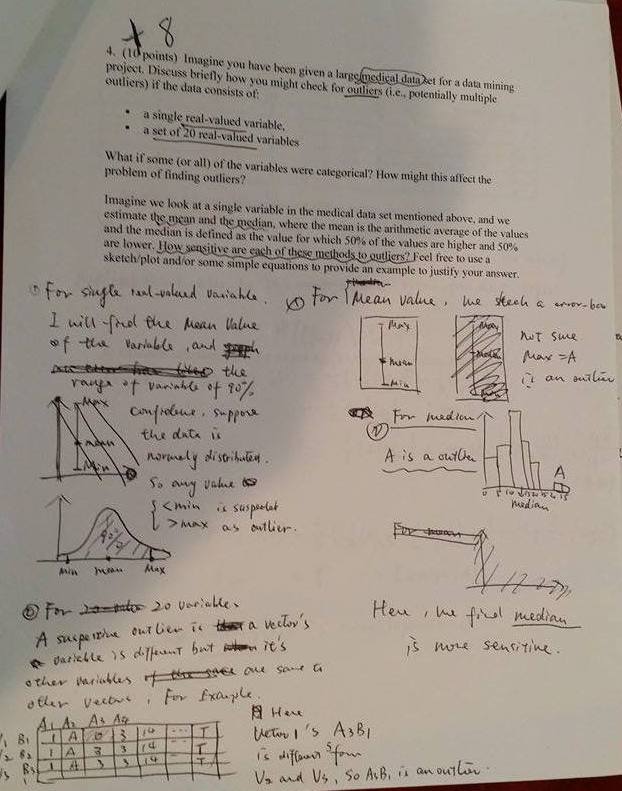 +8
4. (10 points) Imagine you have been given a large medical data set for a data mining
project. Discuss briefly how you might check for outliers (i.e., potentially multiple
outliers) if the data consists of:
• a single real-valued variable,
• a set of 20 real-valued variables
What if some (or all) of the variables were categorical? How might this affect the
problem of finding outliers?
Imagine we look at a single variable in the medical data set mentioned above, and we
estimate the mean and the median, where the mean is the arithmetic average of the values
and the median is defined as the value for which 50% of the values are higher and 50%
are lower. How sensitive are each of these methods to outliers? Feel free to use a
sketch/plot and/or some simple equations to provide an example to justify your answer.
① For single real-valued variable.
I will find the Mean Value
of the variable, and
the
range of variable of 90%
confidence. suppose
the data is
normally distributed.
So any value
{ <min is suspected
>max as outlier.
Max
mean
Min
90%
min mean Max
② For 20 variables
A suspective outlier is a vector's
variable is different but it's
other variables are same to
other vectors, For Example.
A1 A2 A3 A4
V1 B1 1 A 0 3 14 ... T
V2 B2 1 A 3 3 14 T
V3 B3 1 A 3 3 14 T
Here
Vector 1's A3B1
is different from
V2 and V3, So A3B1 is an outlier.
① For Mean value, we a error-bar
Max
mean
Min
Max
not sure
Max = A
is an outlier
② For median
A is a outlier
A
0 5 10
median
For mean
Here, we find median
is more sensitive.